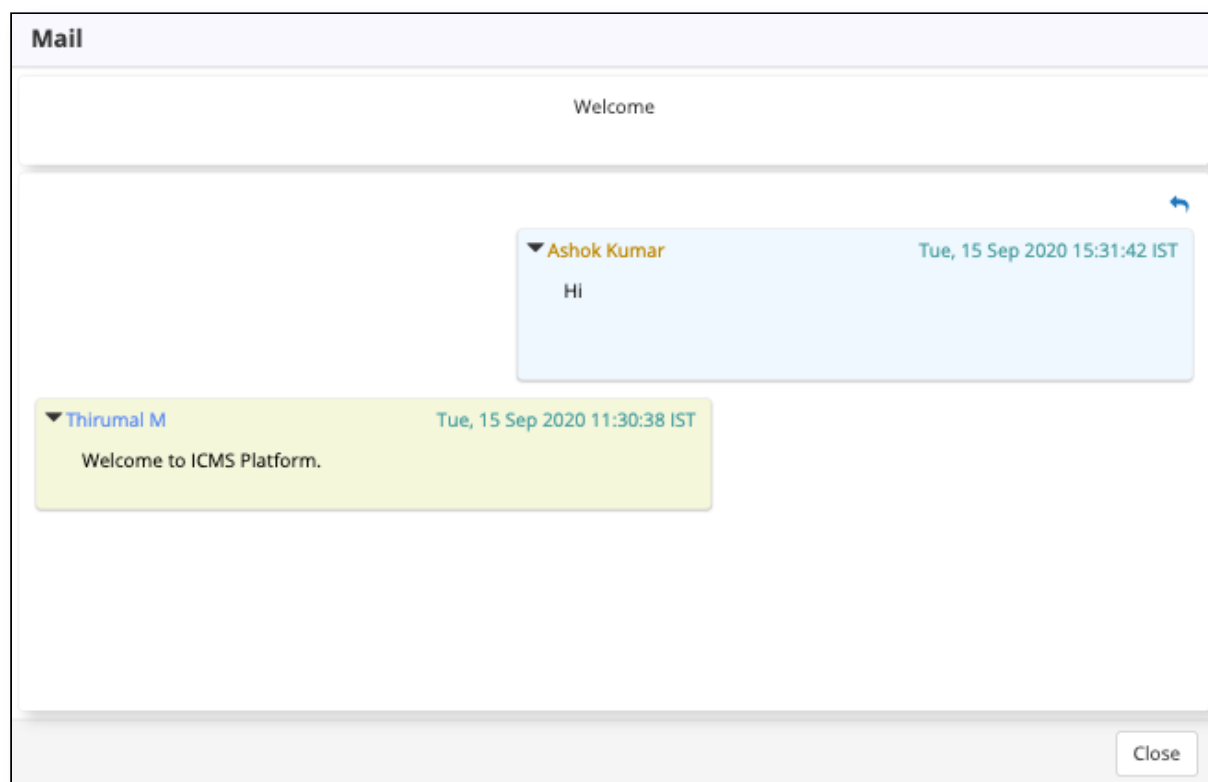 Mail
Welcome
Ashok Kumar Tue, 15 Sep 2020 15:31:42 IST
Hi
Thirumal M Tue, 15 Sep 2020 11:30:38 IST
Welcome to ICMS Platform.
Close